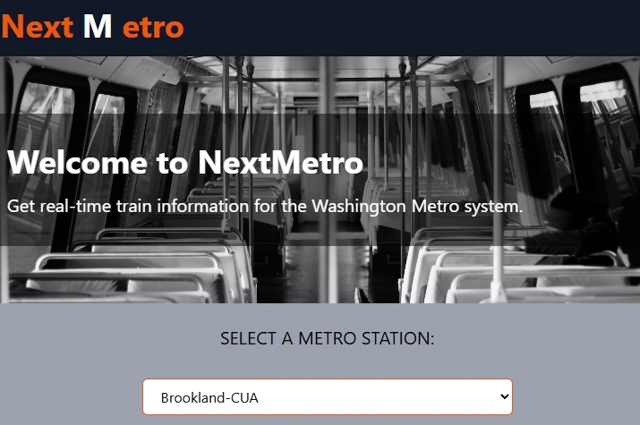 Next M etro
Welcome to NextMetro
Get real-time train information for the Washington Metro system.
SELECT A METRO STATION:
Brookland-CUA